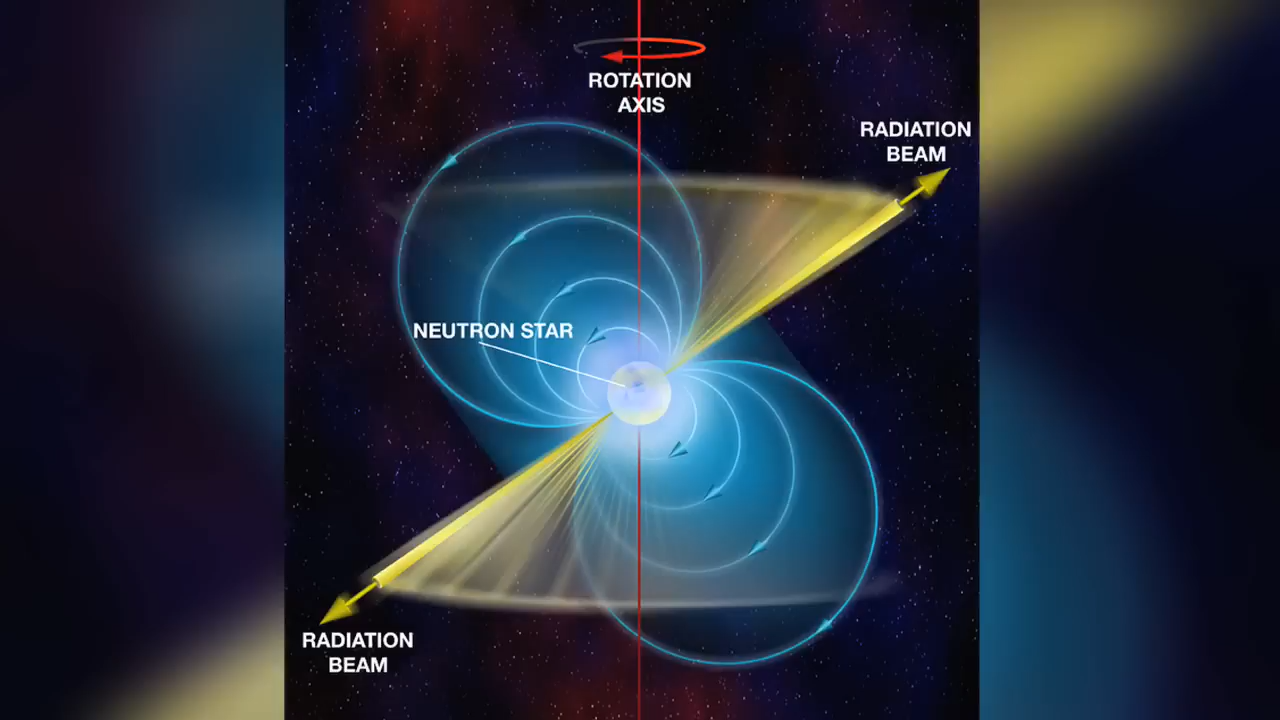 ROTATION
AXIS
RADIATION
BEAM
NEUTRON STAR
RADIATION
BEAM